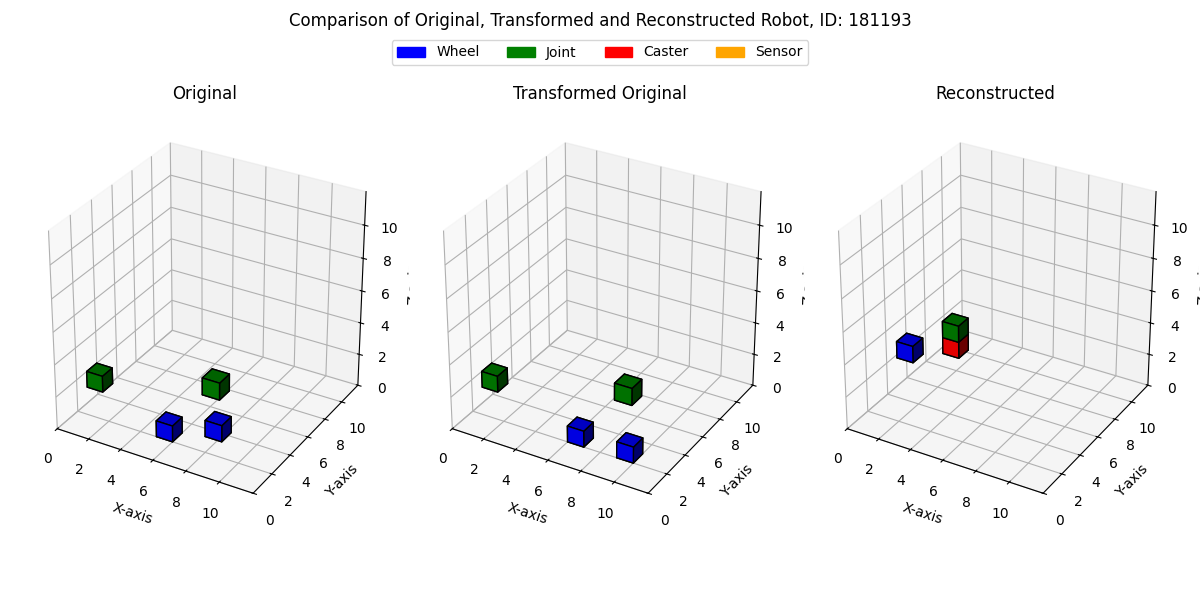 Comparison of Original, Transformed and Reconstructed Robot, ID: 181193
Wheel Joint Caster Sensor
Original Transformed Original Reconstructed
10 10 10
8 8 8
6 6 6
4 4 4
2 2 2
0 0 0
0 2 4 6 8 10 0 2 4 6 8 10 0 2 4 6 8 10
X-axis X-axis X-axis
0 2 4 6 8 10 0 2 4 6 8 10 0 2 4 6 8 10
Y-axis Y-axis Y-axis